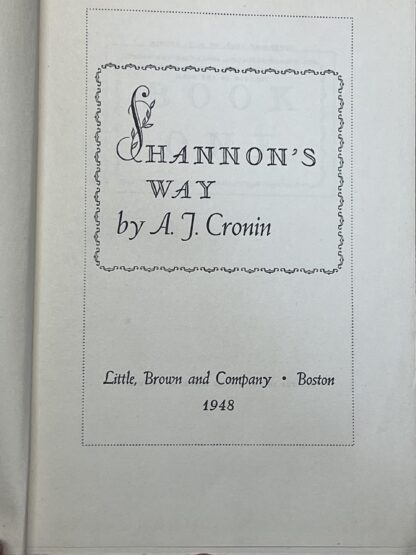 SHANNON'S
WAY
by A. J. Cronin
Little, Brown and Company • Boston
1948